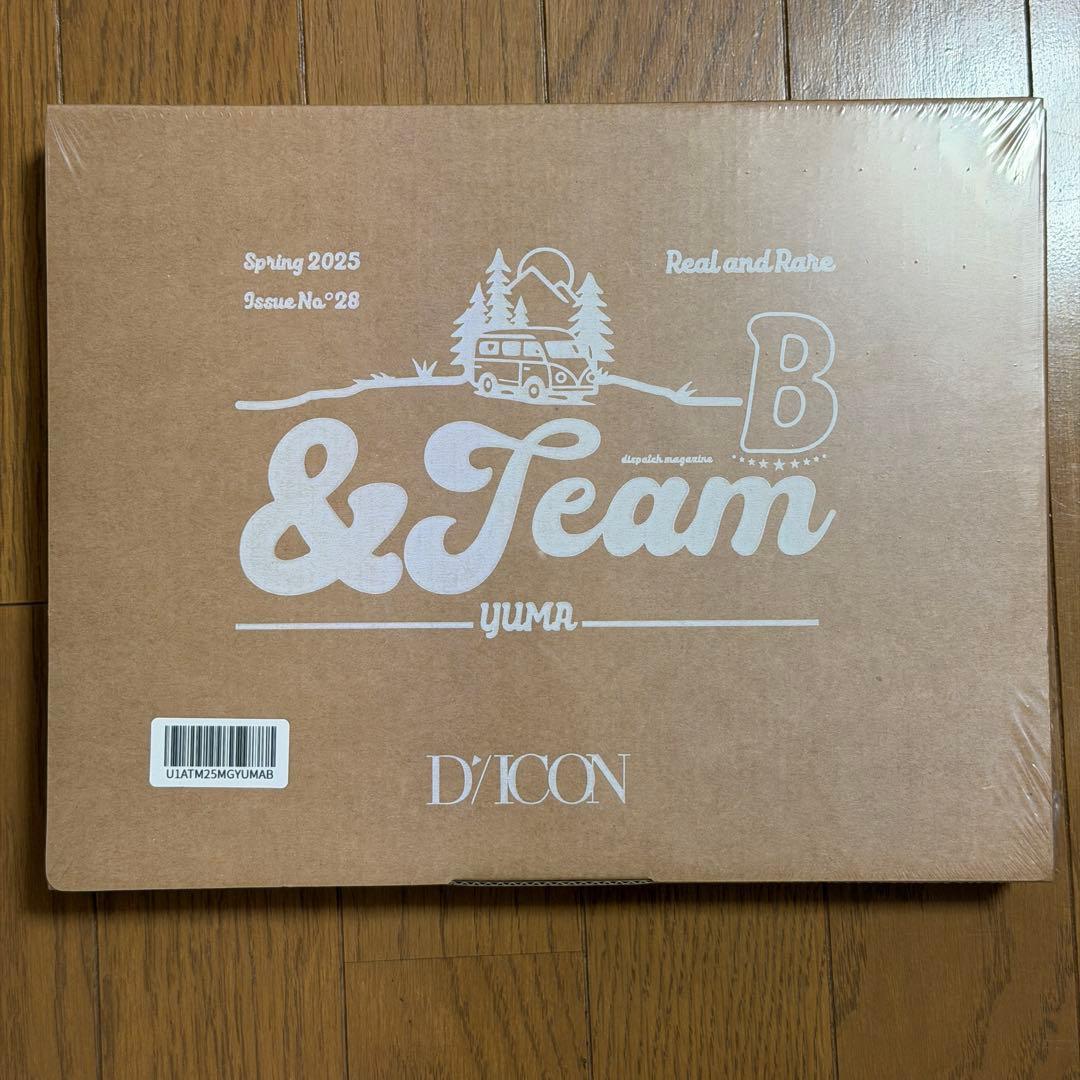 Spring 2025
Issue No°28
Real and Rare
B
dispatch magazine
&Team
YUMA
U1ATM25MGYUMAB
D'/ICON